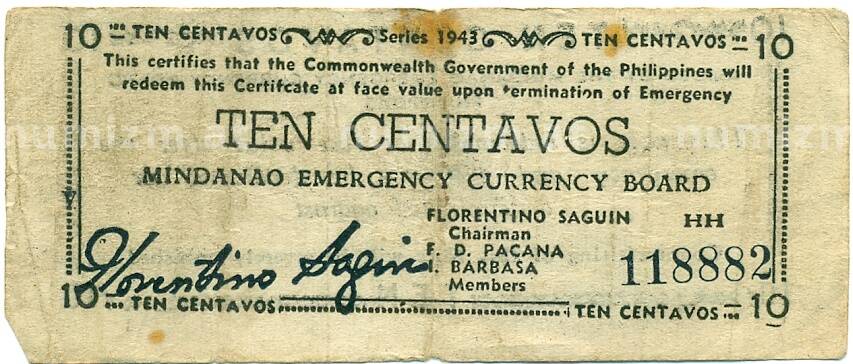 10 TEN CENTAVOS Series 1943 TEN CENTAVOS 10
This certifies that the Commonwealth Government of the Philippines will
redeem this Certifcate at face value upon termination of Emergency
TEN CENTAVOS
MINDANAO EMERGENCY CURRENCY BOARD
FLORENTINO SAGUIN HH
Chairman
F. D. PACANA
I. BARBASA 118882
Members
Florentino Saguin
10 TEN CENTAVOS TEN CENTAVOS 10